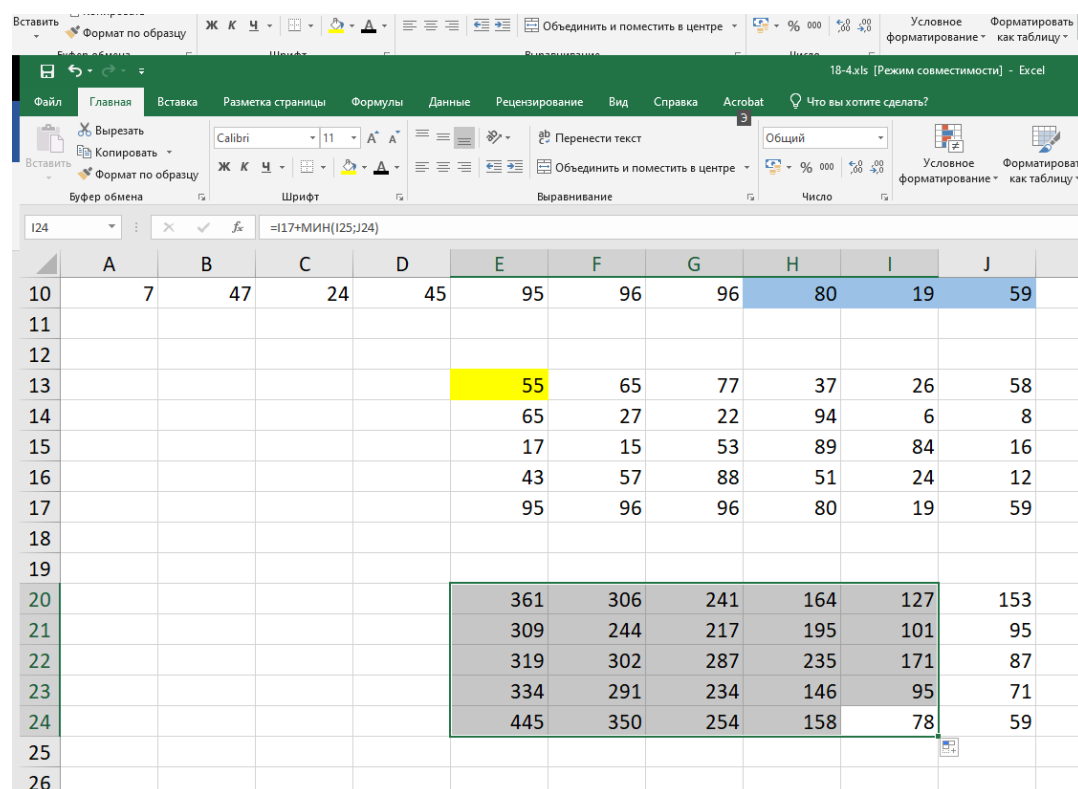 Вставить
Формат по образцу
Ж К Ч
А
Объединить и поместить в центре
% 000
Условное форматирование
Форматировать как таблицу
18-4.xls [Режим совместимости] - Excel
Файл Главная Вставка Разметка страницы Формулы Данные Рецензирование Вид Справка Acrobat Что вы хотите сделать?
Э
Вставить
Вырезать
Копировать
Формат по образцу
Calibri 11
Ж К Ч
Перенести текст
Объединить и поместить в центре
Общий
% 000
Условное форматирование
Форматироват как таблицу
Буфер обмена Шрифт Выравнивание Число
I24 fx =I17+МИН(I25;J24)
A B C D E F G H I J
10 7 47 24 45 95 96 96 80 19 59
11
12
13 55 65 77 37 26 58
14 65 27 22 94 6 8
15 17 15 53 89 84 16
16 43 57 88 51 24 12
17 95 96 96 80 19 59
18
19
20 361 306 241 164 127 153
21 309 244 217 195 101 95
22 319 302 287 235 171 87
23 334 291 234 146 95 71
24 445 350 254 158 78 59
25
26